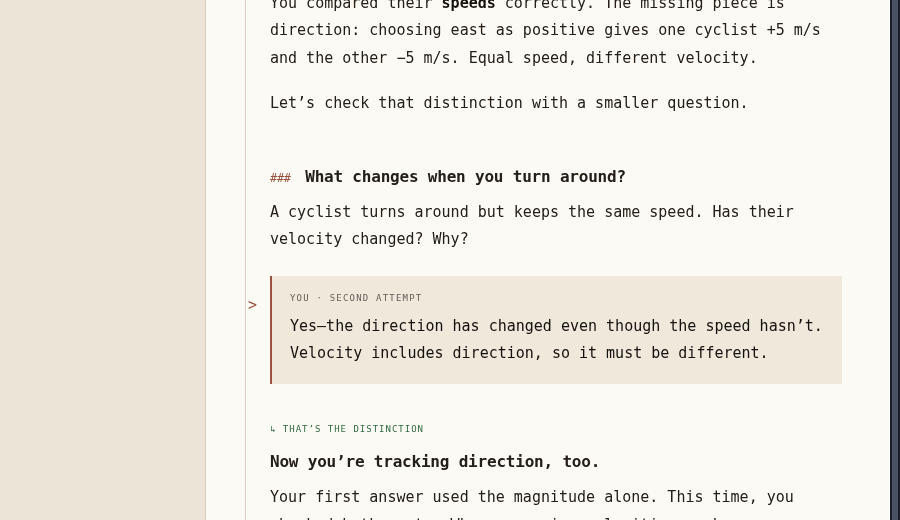 You compared their speeds correctly. The missing piece is
direction: choosing east as positive gives one cyclist +5 m/s
and the other −5 m/s. Equal speed, different velocity.
Let’s check that distinction with a smaller question.
### What changes when you turn around?
A cyclist turns around but keeps the same speed. Has their
velocity changed? Why?
YOU · SECOND ATTEMPT
>
Yes—the direction has changed even though the speed hasn’t.
Velocity includes direction, so it must be different.
↳ THAT’S THE DISTINCTION
Now you’re tracking direction, too.
Your first answer used the magnitude alone. This time, you